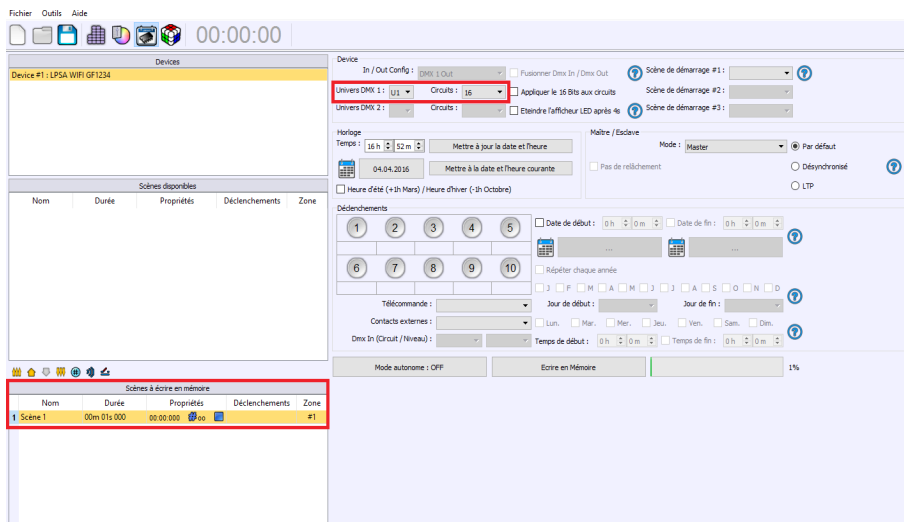 Fichier Outils Aide
00:00:00
Devices
Device #1 : LPSA WIFI GF1234
Scènes disponibles
Nom Durée Propriétés Déclenchements Zone
Scènes à écrire en mémoire
Nom Durée Propriétés Déclenchements Zone
1 Scène 1 00m 01s 000 00:00:000 #1
Device
In / Out Config : DMX 1 Out Fusionner Dmx In / Dmx Out ? Scène de démarrage #1 : ?
Univers DMX 1 : U1 Circuits : 16 Appliquer le 16 Bits aux circuits Scène de démarrage #2 :
Univers DMX 2 : Circuits : Eteindre l'afficheur LED après 4s ? Scène de démarrage #3 :
Horloge
Temps : 16 h 52 m Mettre à jour la date et l'heure
04.04.2016 Mettre à la date et l'heure courante
Heure d'été (+1h Mars) / Heure d'hiver (-1h Octobre)
Maître / Esclave
Mode : Master Par défaut
Pas de relâchement Désynchronisé ?
LTP
Déclenchements
1 2 3 4 5
6 7 8 9 10
Télécommande :
Contacts externes :
Dmx In (Circuit / Niveau) :
Date de début : 0 h 0 m Date de fin : 0 h 0 m ?
... ...
Répéter chaque année
J F M A M J J A S O N D ?
Jour de début : Jour de fin :
Lun. Mar. Mer. Jeu. Ven. Sam. Dim. ?
Temps de début : 0 h 0 m Temps de fin : 0 h 0 m
Mode autonome : OFF Ecrire en Mémoire 1%